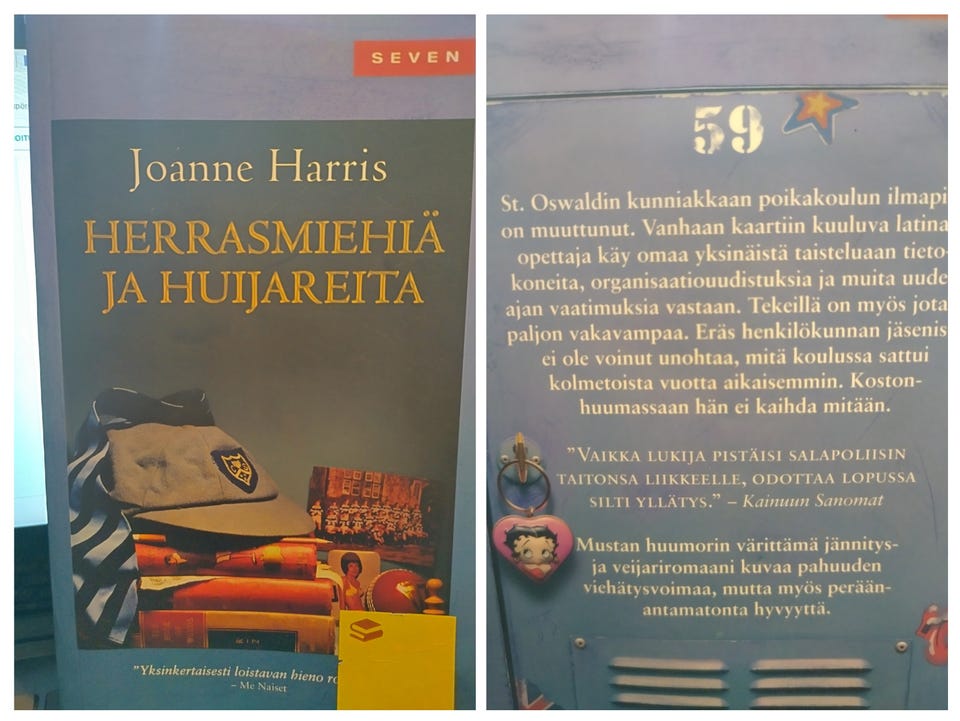 SEVEN
Joanne Harris
HERRASMIEHIÄ
JA HUIJAREITA
"Yksinkertaisesti loistavan hieno
– Me Naiset
59
St. Oswaldin kunniakkaan poikakoulun ilmapi
on muuttunut. Vanhaan kaartiin kuuluva latina
opettaja käy omaa yksinäistä taisteluaan tieto-
koneita, organisaatiouudistuksia ja muita uude
ajan vaatimuksia vastaan. Tekeillä on myös jota
paljon vakavampaa. Eräs henkilökunnan jäsenis
ei ole voinut unohtaa, mitä koulussa sattui
kolmetoista vuotta aikaisemmin. Koston-
huumassaan hän ei kaihda mitään.
"VAIKKA LUKIJA PISTÄISI SALAPOLIISIN
TAITONSA LIIKKEELLE, ODOTTAA LOPUSSA
SILTI YLLÄTYS." – Kainuun Sanomat
Mustan huumorin värittämä jännitys-
ja veijariromaani kuvaa pahuuden
viehätysvoimaa, mutta myös perään-
antamatonta hyvyyttä.